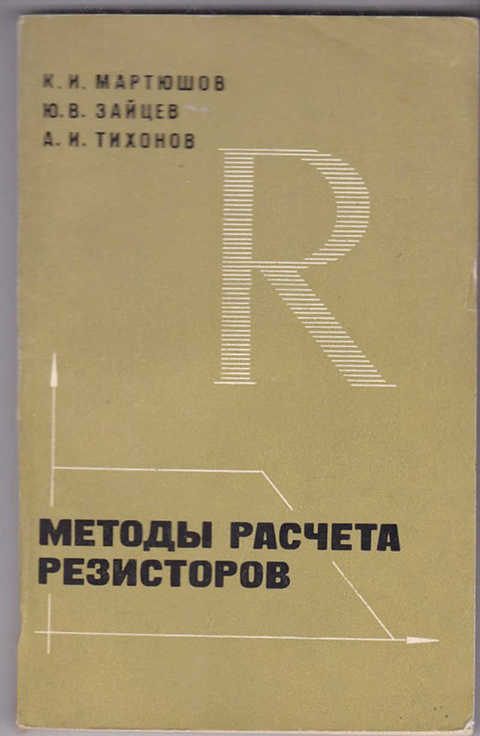 К. И. МАРТЮШОВ
Ю. В. ЗАЙЦЕВ
А. И. ТИХОНОВ
R
МЕТОДЫ РАСЧЕТА
РЕЗИСТОРОВ